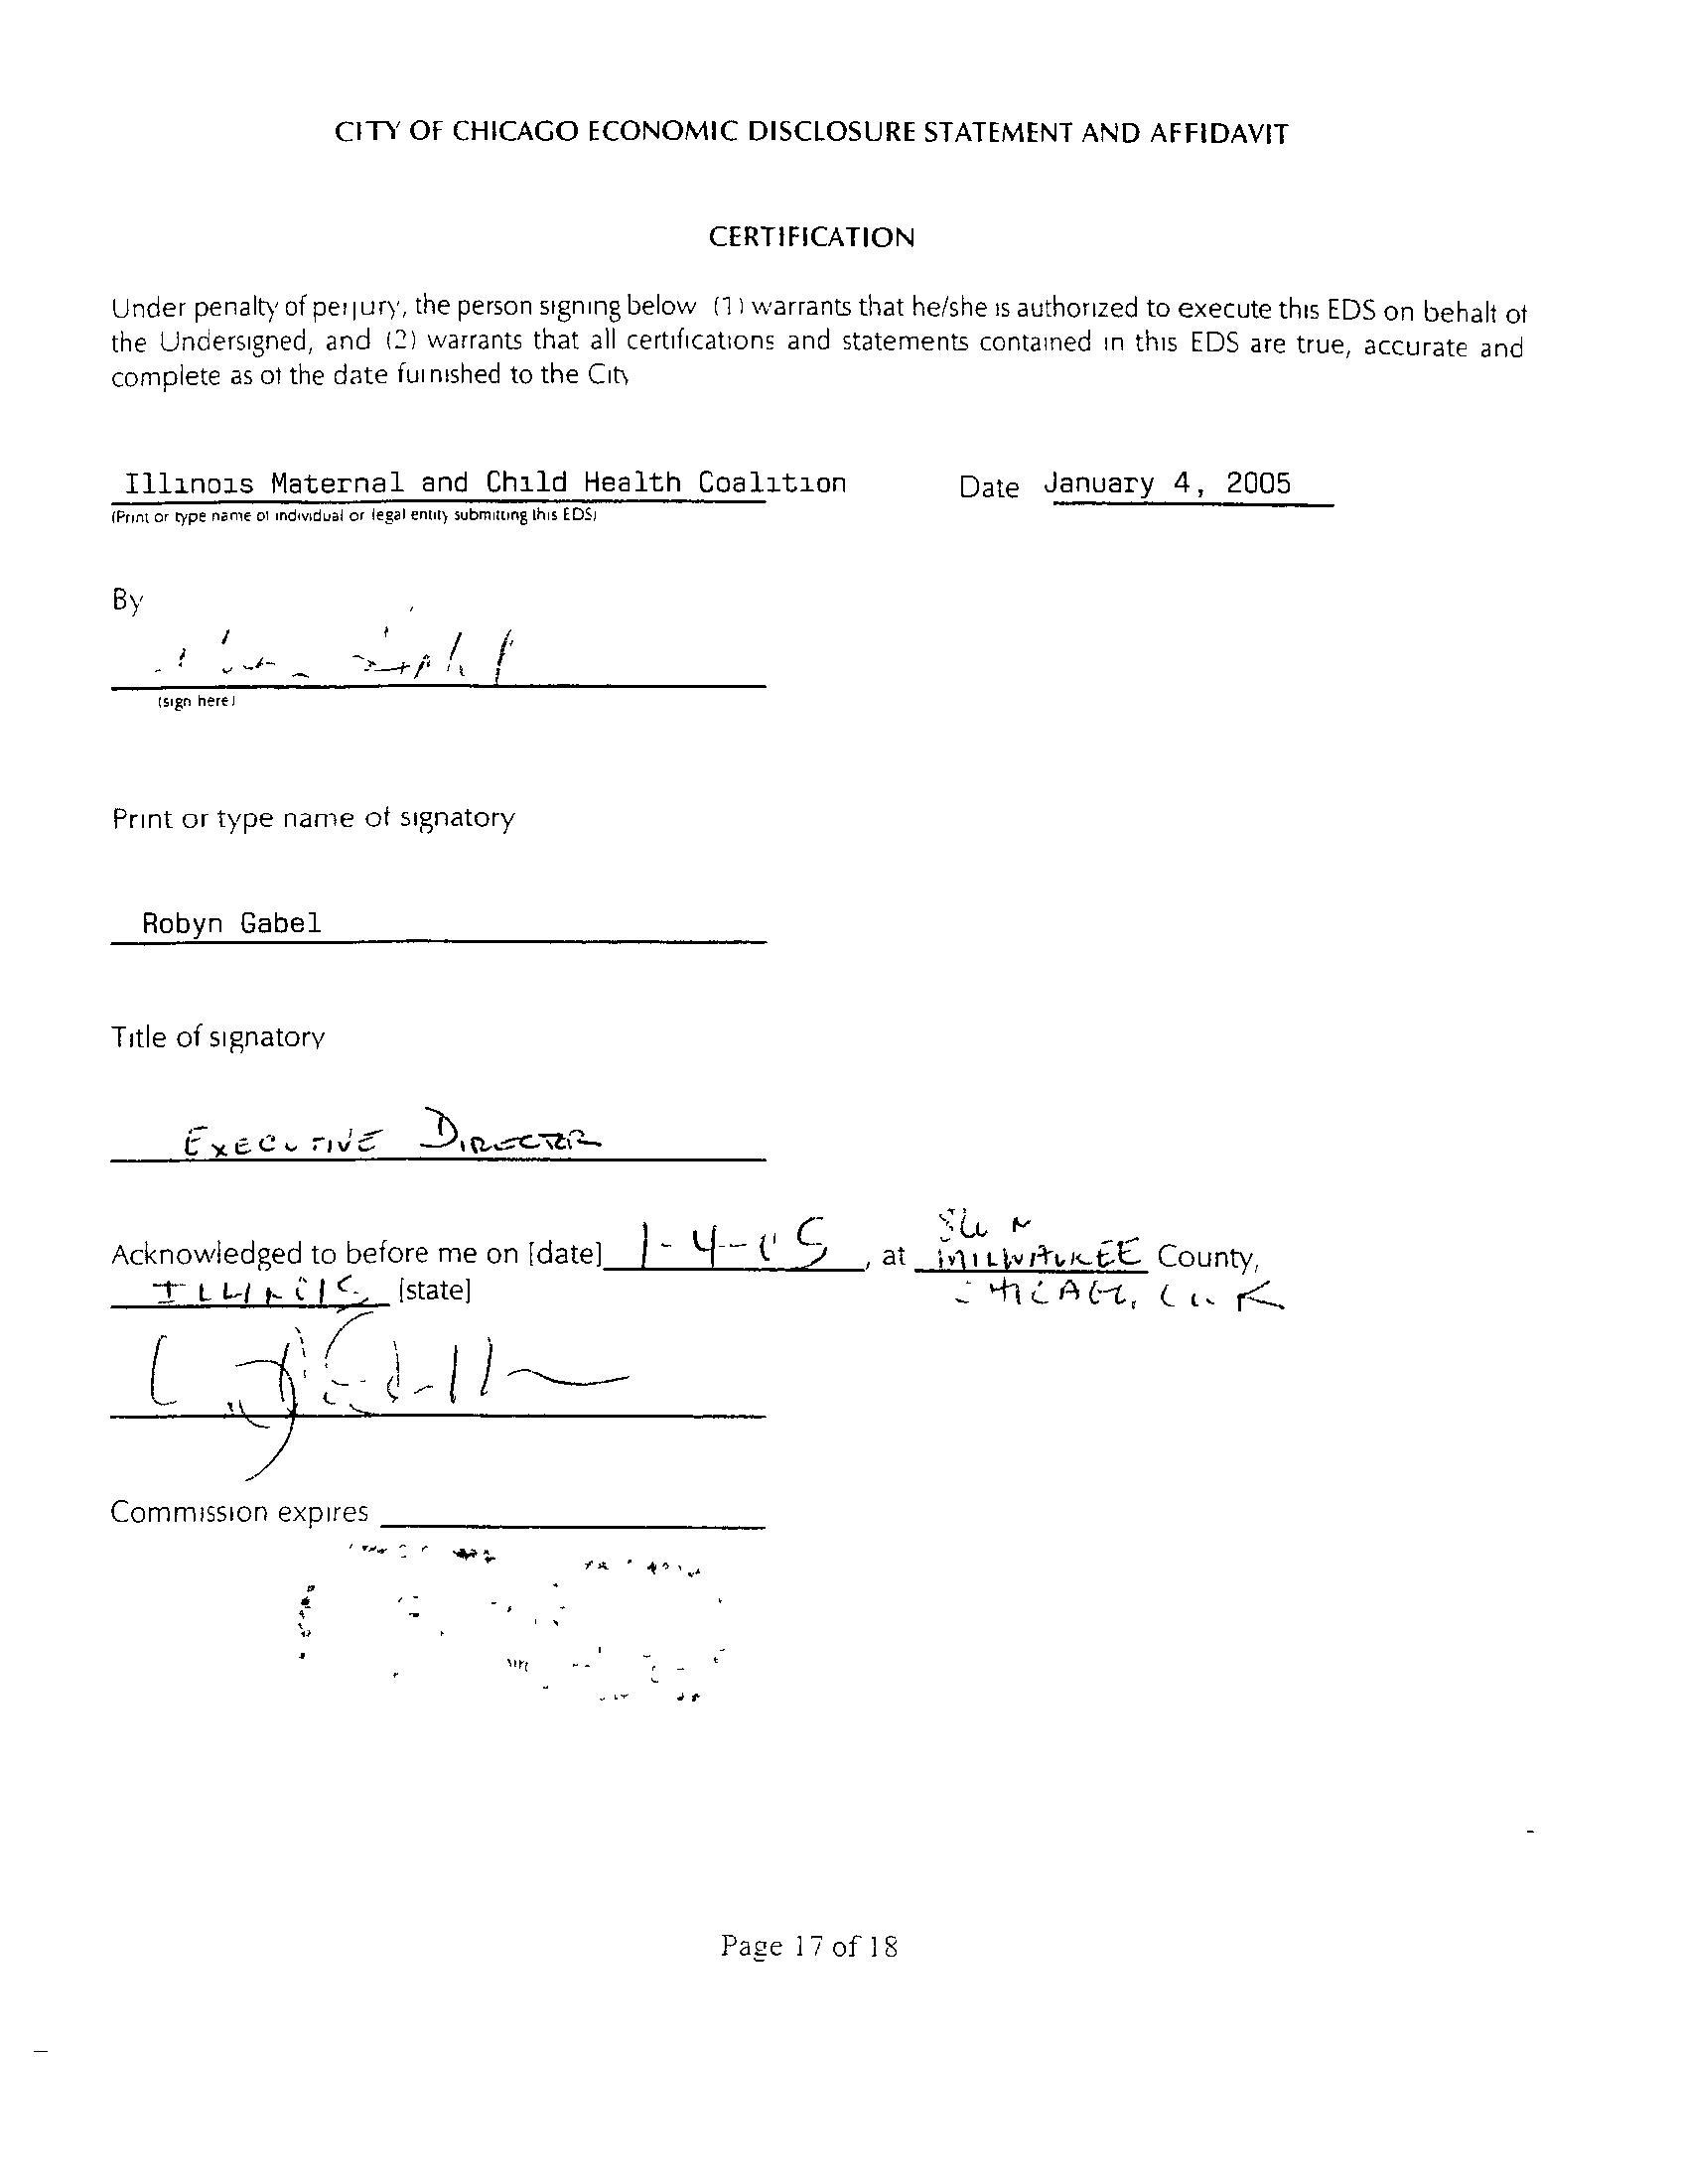 CITY OF CHICAGO ECONOMIC DISCLOSURE STATEMENT AND AFFIDAVIT
CERTIFICATION
Under penalty of perjury, the person signing below (1) warrants that he/she is authorized to execute this EDS on behalf of
the Undersigned, and (2) warrants that all certifications and statements contained in this EDS are true, accurate and
complete as of the date furnished to the City
Illinois Maternal and Child Health Coalition Date January 4, 2005
(Print or type name of individual or legal entity submitting this EDS)
By
(sign here)
Print or type name of signatory
Robyn Gabel
Title of signatory
EXECUTIVE DIRECTOR
Acknowledged to before me on [date] 1-4-05, at MILWAUKEE County,
ILLINOIS [state] CHICAGO, COOK
Commission expires
Page 17 of 18